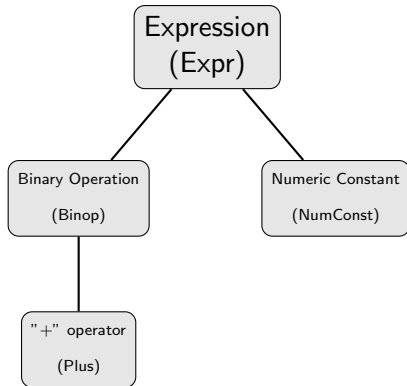 Expression
(Expr)
Binary Operation
(Binop)
Numeric Constant
(NumConst)
"+" operator
(Plus)